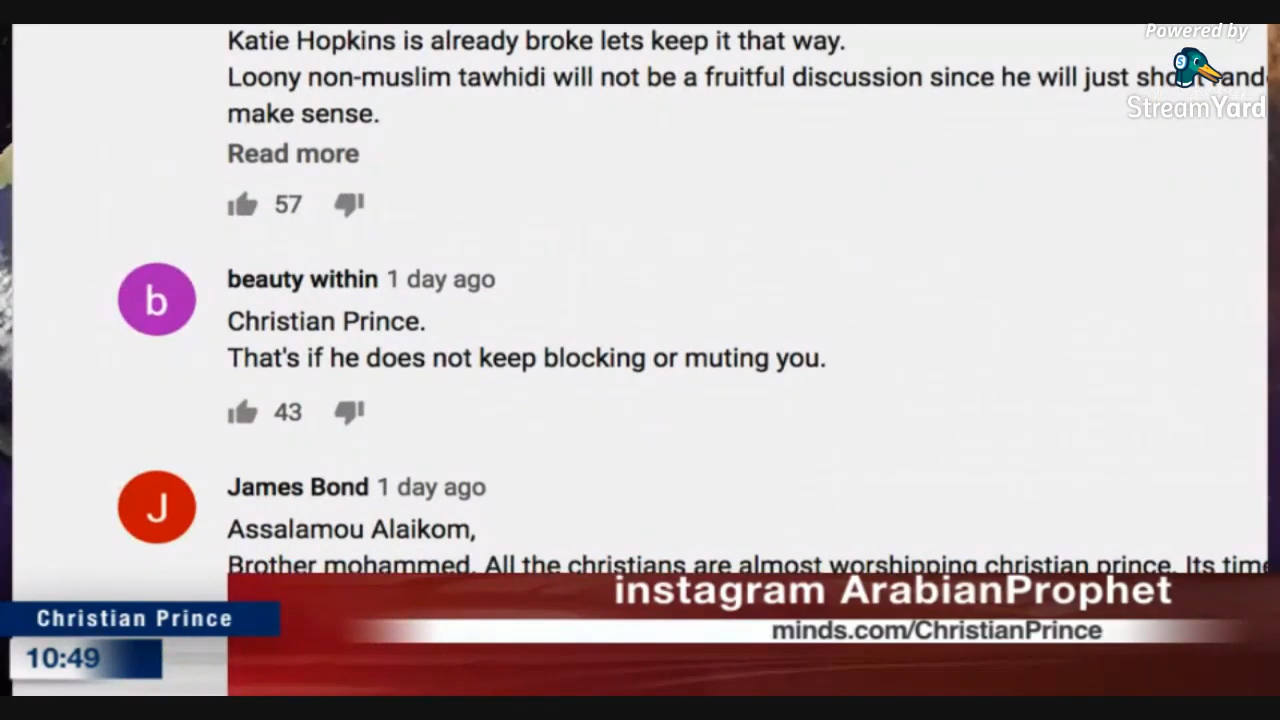 Powered by
StreamYard
Katie Hopkins is already broke lets keep it that way.
Loony non-muslim tawhidi will not be a fruitful discussion since he will just and
make sense.
Read more
57
b
beauty within 1 day ago
Christian Prince.
That's if he does not keep blocking or muting you.
43
J
James Bond 1 day ago
Assalamou Alaikom,
Brother mohammed. All the christians are almost worshipping christian prince. Its time
instagram ArabianProphet
minds.com/ChristianPrince
Christian Prince
10:49